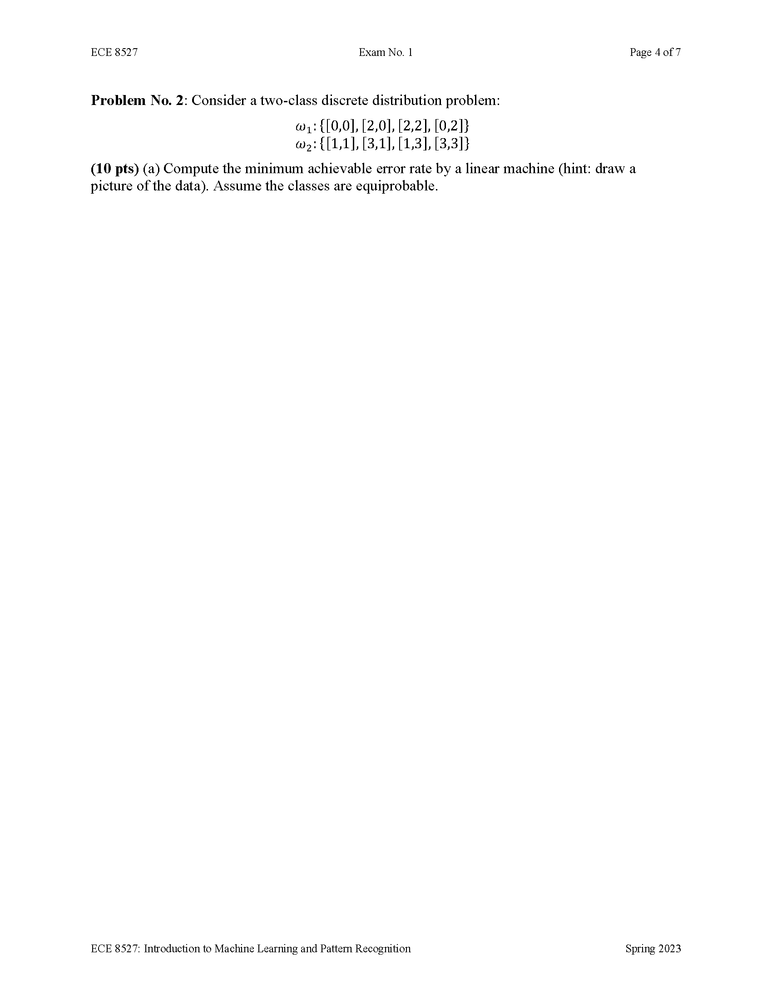 ECE 8527 Exam No. 1 Page 4 of 7
Problem No. 2: Consider a two-class discrete distribution problem:
ω₁: {[0,0], [2,0], [2,2], [0,2]}
ω₂: {[1,1], [3,1], [1,3], [3,3]}
(10 pts) (a) Compute the minimum achievable error rate by a linear machine (hint: draw a
picture of the data). Assume the classes are equiprobable.
ECE 8527: Introduction to Machine Learning and Pattern Recognition Spring 2023